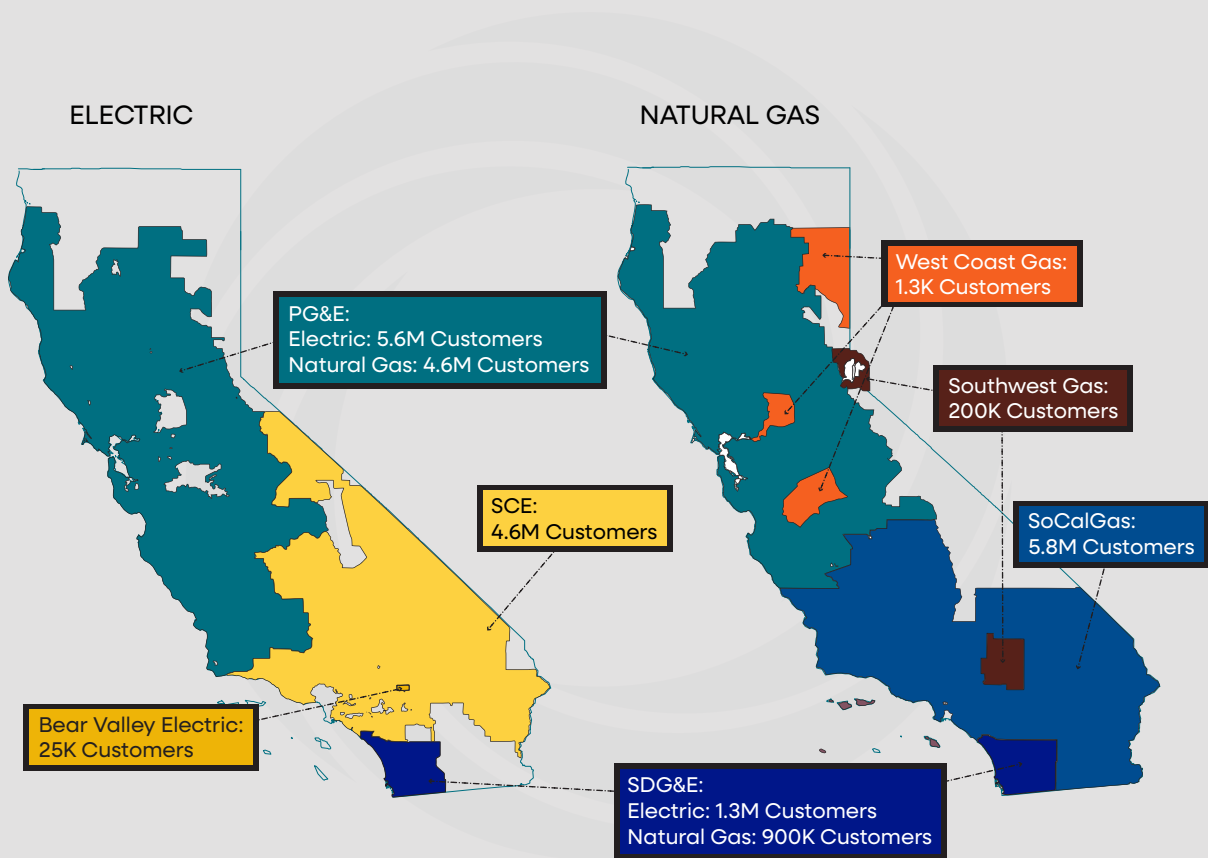 ELECTRIC
NATURAL GAS
West Coast Gas:
1.3K Customers
PG&E:
Electric: 5.6M Customers
Natural Gas: 4.6M Customers
Southwest Gas:
200K Customers
SCE:
4.6M Customers
SoCalGas:
5.8M Customers
Bear Valley Electric:
25K Customers
SDG&E:
Electric: 1.3M Customers
Natural Gas: 900K Customers